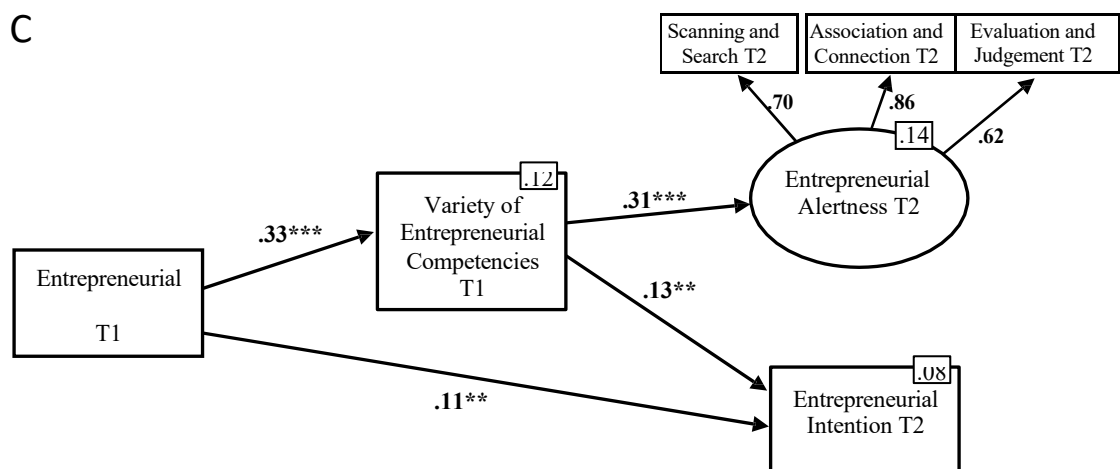 C
Scanning and
Search T2
Association and
Connection T2
Evaluation and
Judgement T2
.70
.86
.62
.14
Entrepreneurial
Alertness T2
.12
Variety of
Entrepreneurial
Competencies
T1
.31***
.33***
Entrepreneurial
T1
.13**
.11**
.08
Entrepreneurial
Intention T2